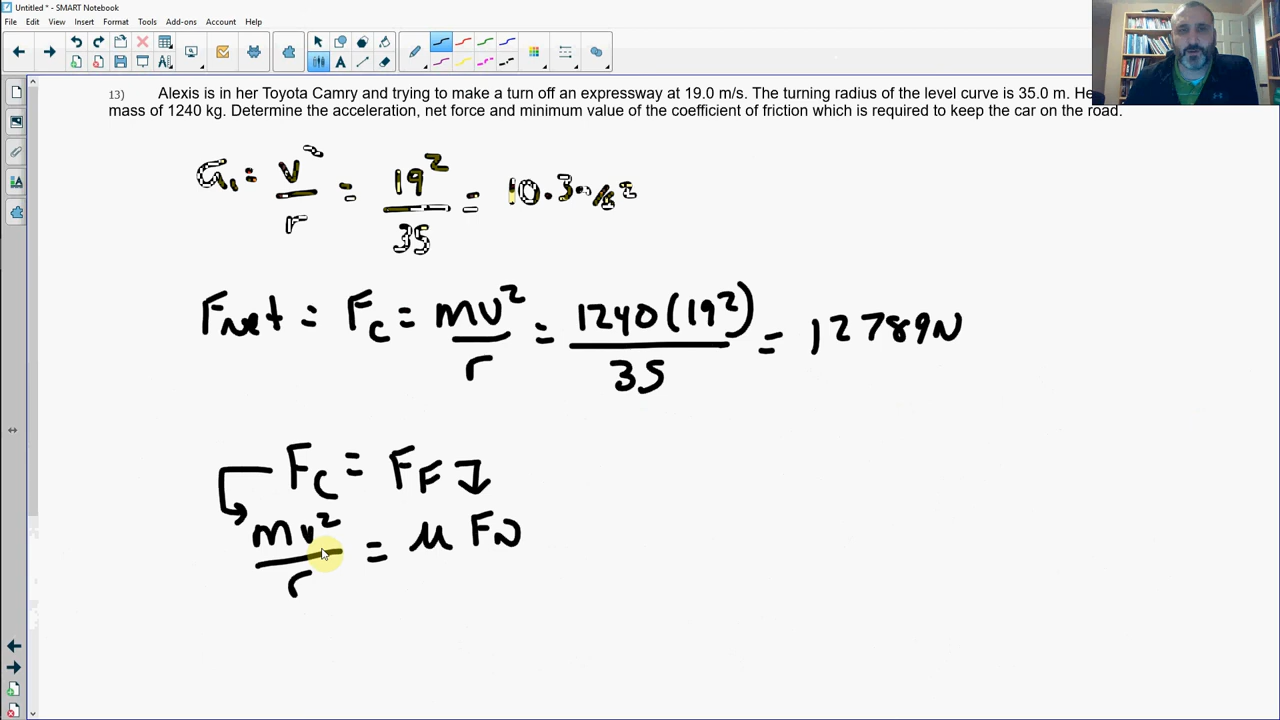 Untitled * - SMART Notebook
File Edit View Insert Format Tools Add-ons Account Help
13) Alexis is in her Toyota Camry and trying to make a turn off an expressway at 19.0 m/s. The turning radius of the level curve is 35.0 m. He
mass of 1240 kg. Determine the acceleration, net force and minimum value of the coefficient of friction which is required to keep the car on the road.
= v² / r = 19² / 35 = 10.3 m/s²
Fnet = Fc = mv² / r = 1240(19²) / 35 = 12789N
Fc = FF ↓
mv² / r = μ FN